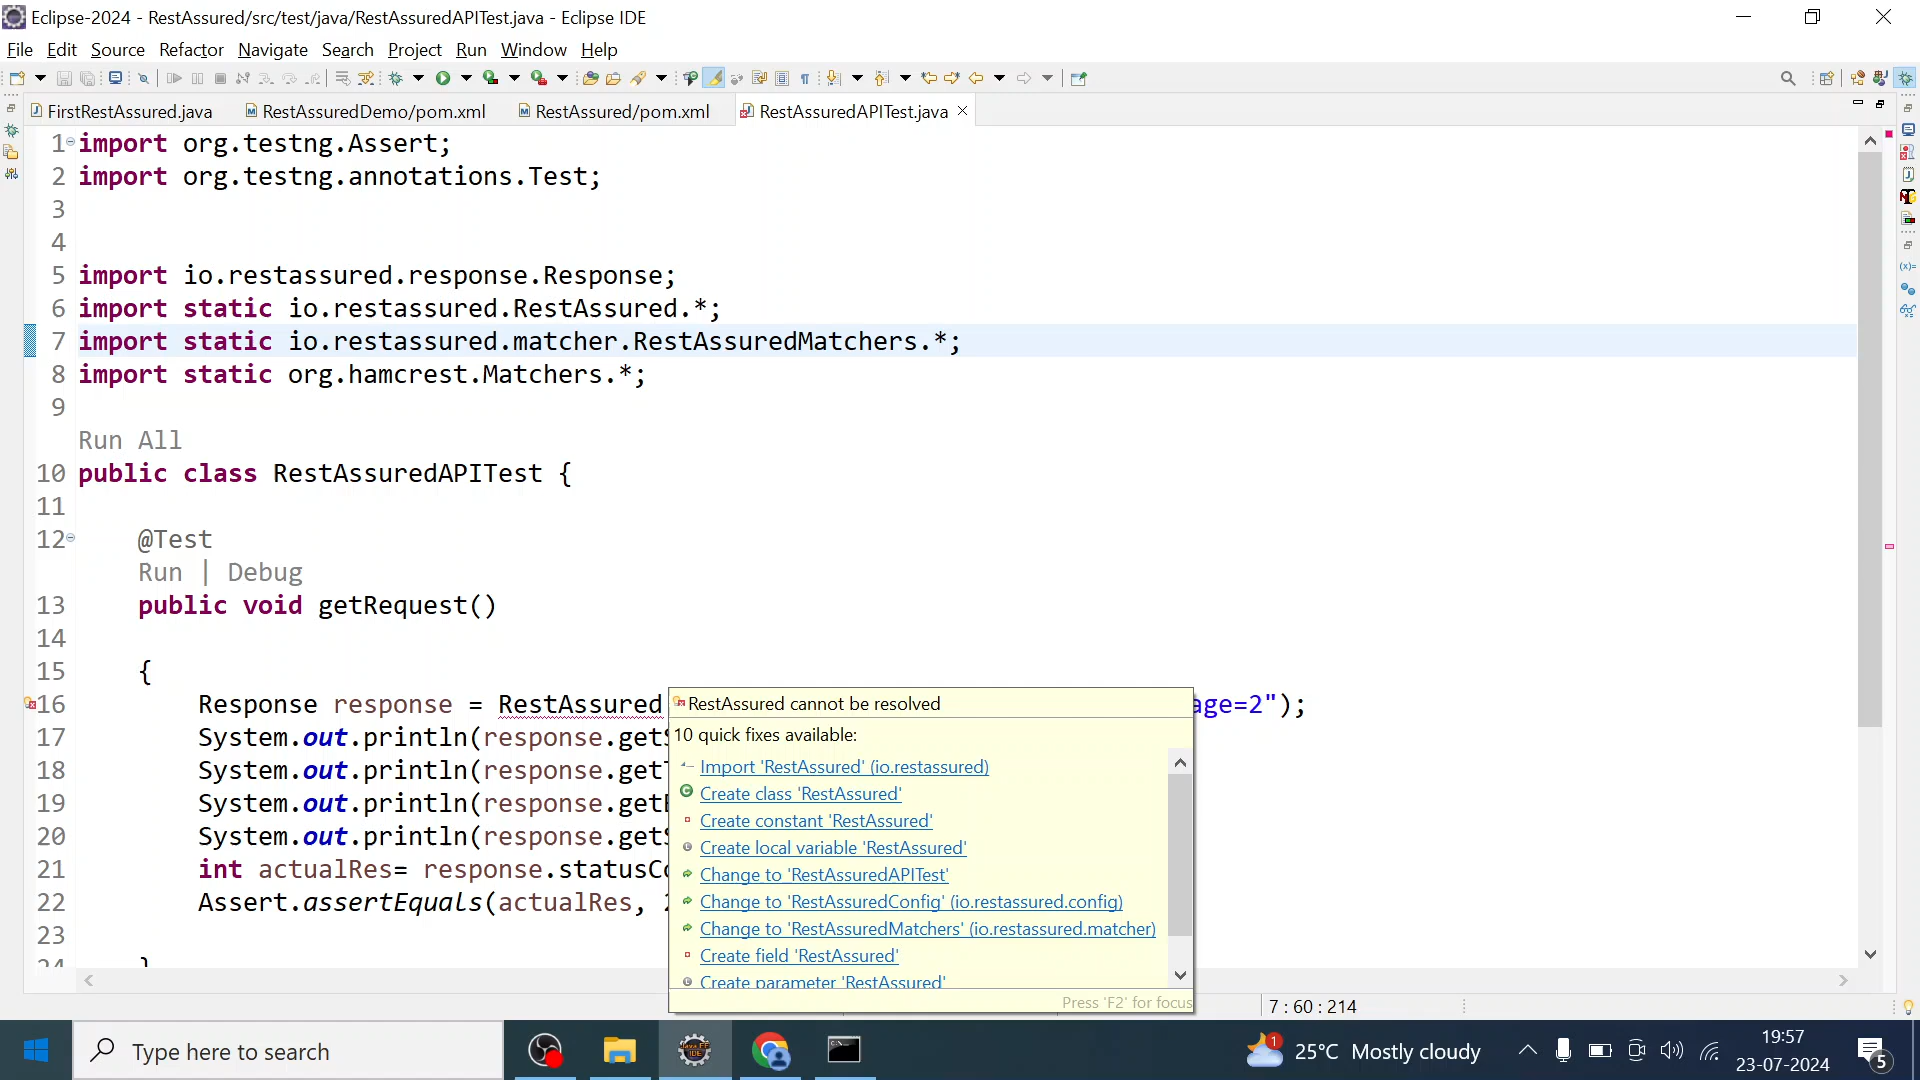 Eclipse-2024 - RestAssured/src/test/java/RestAssuredAPITest.java - Eclipse IDE
File Edit Source Refactor Navigate Search Project Run Window Help
FirstRestAssured.java RestAssuredDemo/pom.xml RestAssured/pom.xml RestAssuredAPITest.java
1 import org.testng.Assert;
2 import org.testng.annotations.Test;
3
4
5 import io.restassured.response.Response;
6 import static io.restassured.RestAssured.*;
7 import static io.restassured.matcher.RestAssuredMatchers.*;
8 import static org.hamcrest.Matchers.*;
9
Run All
10 public class RestAssuredAPITest {
11
12 @Test
Run | Debug
13 public void getRequest()
14
15 {
16 Response response = RestAssured age=2");
17 System.out.println(response.getS
18 System.out.println(response.getT
19 System.out.println(response.get
20 System.out.println(response.getS
21 int actualRes= response.statusCo
22 Assert.assertEquals(actualRes, 2
23
24 }
RestAssured cannot be resolved
10 quick fixes available:
Import 'RestAssured' (io.restassured)
Create class 'RestAssured'
Create constant 'RestAssured'
Create local variable 'RestAssured'
Change to 'RestAssuredAPITest'
Change to 'RestAssuredConfig' (io.restassured.config)
Change to 'RestAssuredMatchers' (io.restassured.matcher)
Create field 'RestAssured'
Create parameter 'RestAssured'
Press 'F2' for focus
7 : 60 : 214
Type here to search
1
25°C Mostly cloudy
19:57
23-07-2024
5